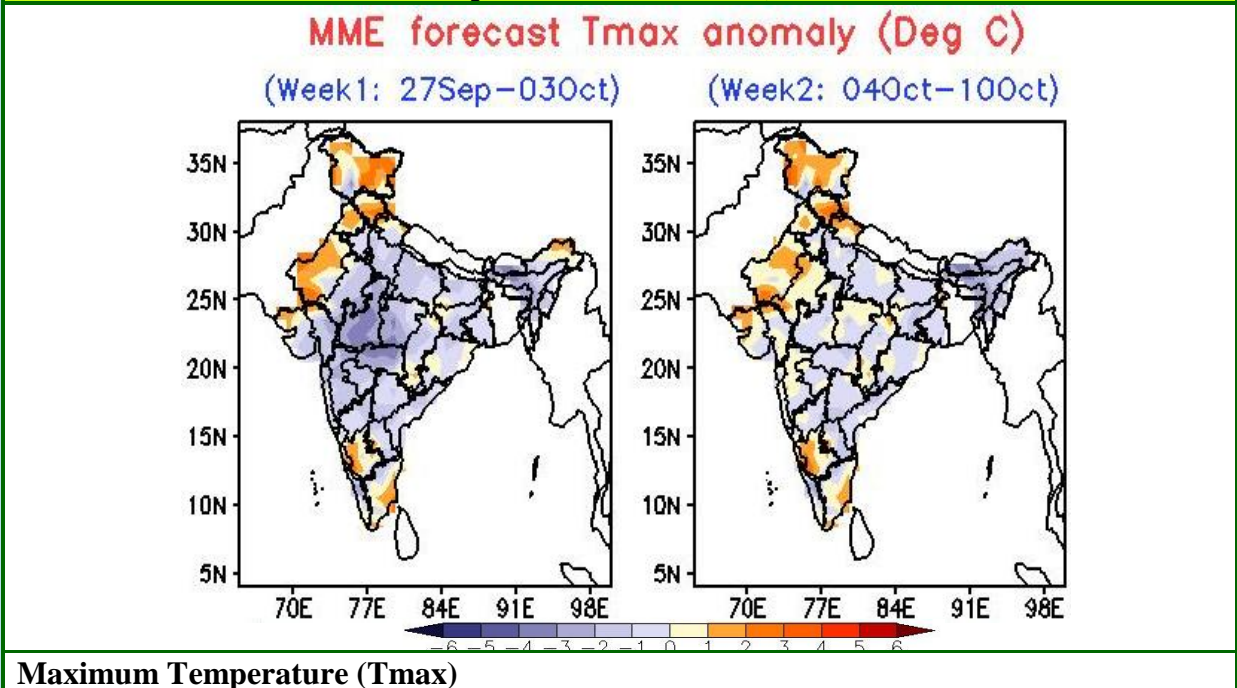 MME forecast Tmax anomaly (Deg C)
(Week1: 27Sep–03Oct) (Week2: 04Oct–10Oct)
35N 35N
30N 30N
25N 25N
20N 20N
15N 15N
10N 10N
5N 5N
70E 77E 84E 91E 98E 70E 77E 84E 91E 98E
-6 -5 -4 -3 -2 -1 0 1 2 3 4 5 6
Maximum Temperature (Tmax)